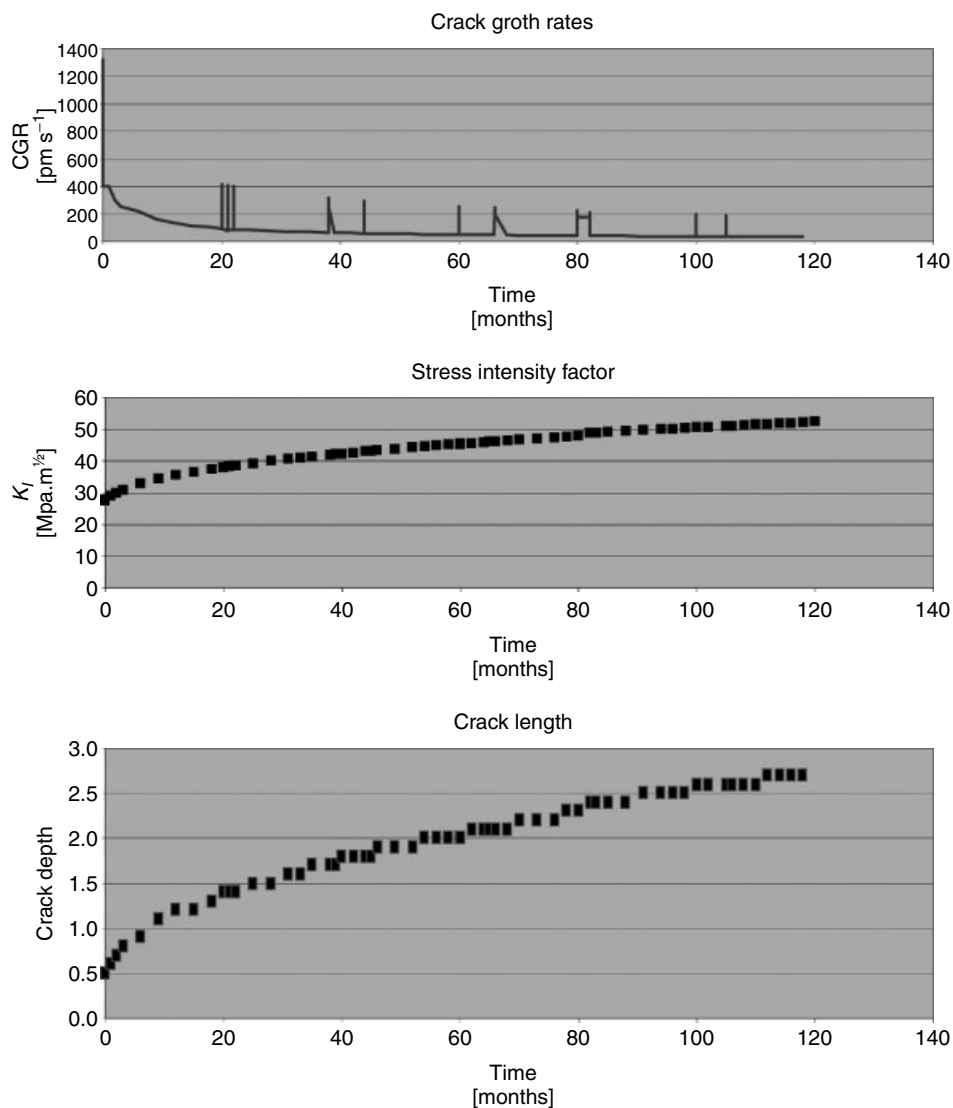 Crack groth rates
1400
1200
1000
800
600
400
200
0
CGR
[pm s⁻¹]
0 20 40 60 80 100 120 140
Time
[months]
Stress intensity factor
60
50
40
30
20
10
0
K_I
[Mpa.m^½]
0 20 40 60 80 100 120 140
Time
[months]
Crack length
3.0
2.5
2.0
1.5
1.0
0.5
0.0
Crack depth
0 20 40 60 80 100 120 140
Time
[months]